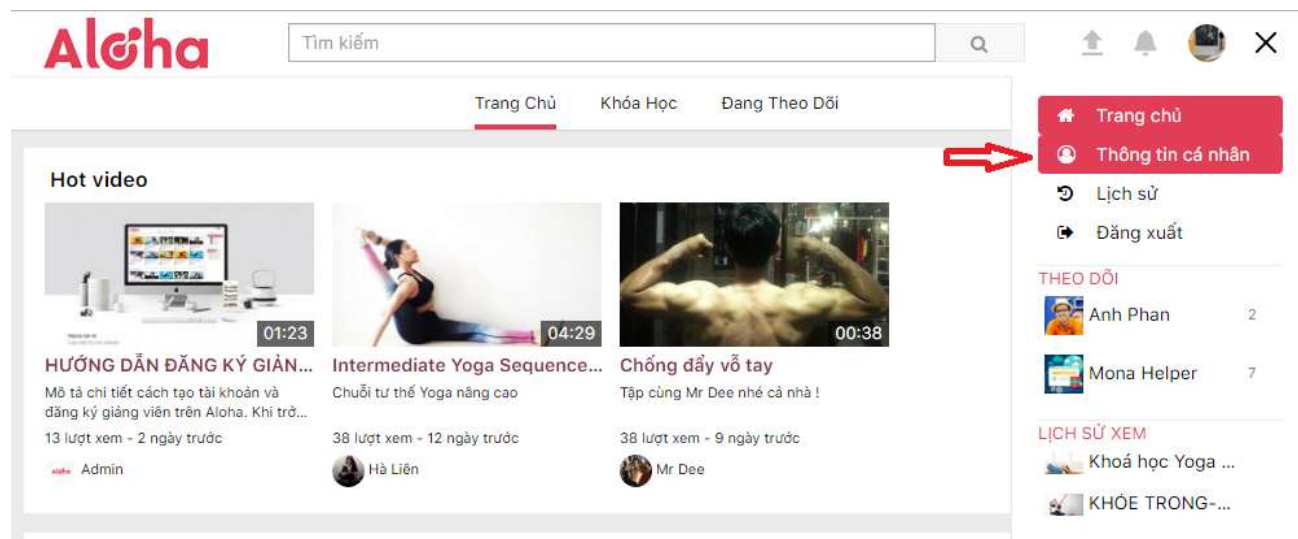 Aloha
Tìm kiếm
Trang Chủ Khóa Học Đang Theo Dõi
Hot video
01:23
04:29
00:38
HƯỚNG DẪN ĐĂNG KÝ GIẢN...
Mô tả chi tiết cách tạo tài khoản và
đăng ký giảng viên trên Aloha. Khi trở...
13 lượt xem - 2 ngày trước
Admin
Intermediate Yoga Sequence...
Chuỗi tư thế Yoga nâng cao
38 lượt xem - 12 ngày trước
Hà Liên
Chống đẩy vỗ tay
Tập cùng Mr Dee nhé cả nhà !
38 lượt xem - 9 ngày trước
Mr Dee
Trang chủ
Thông tin cá nhân
Lịch sử
Đăng xuất
THEO DÕI
Anh Phan 2
Mona Helper 7
LỊCH SỬ XEM
Khoá học Yoga ...
KHỎE TRONG-...